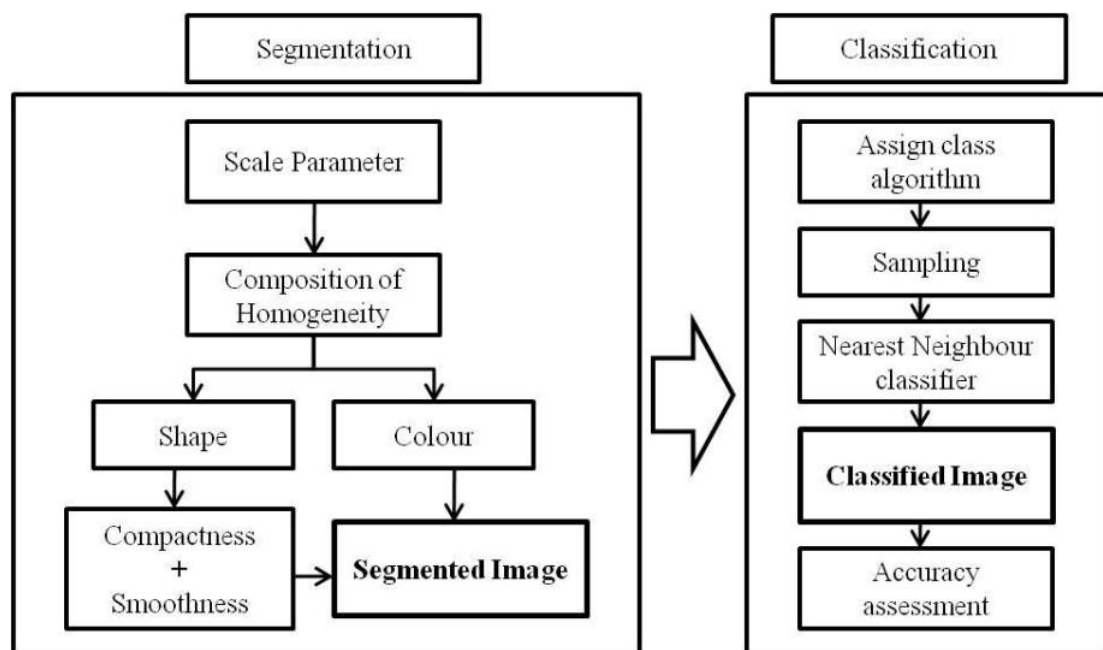 Segmentation
Scale Parameter
Composition of
Homogeneity
Shape
Colour
Compactness
+
Smoothness
Segmented Image
Classification
Assign class
algorithm
Sampling
Nearest Neighbour
classifier
Classified Image
Accuracy
assessment